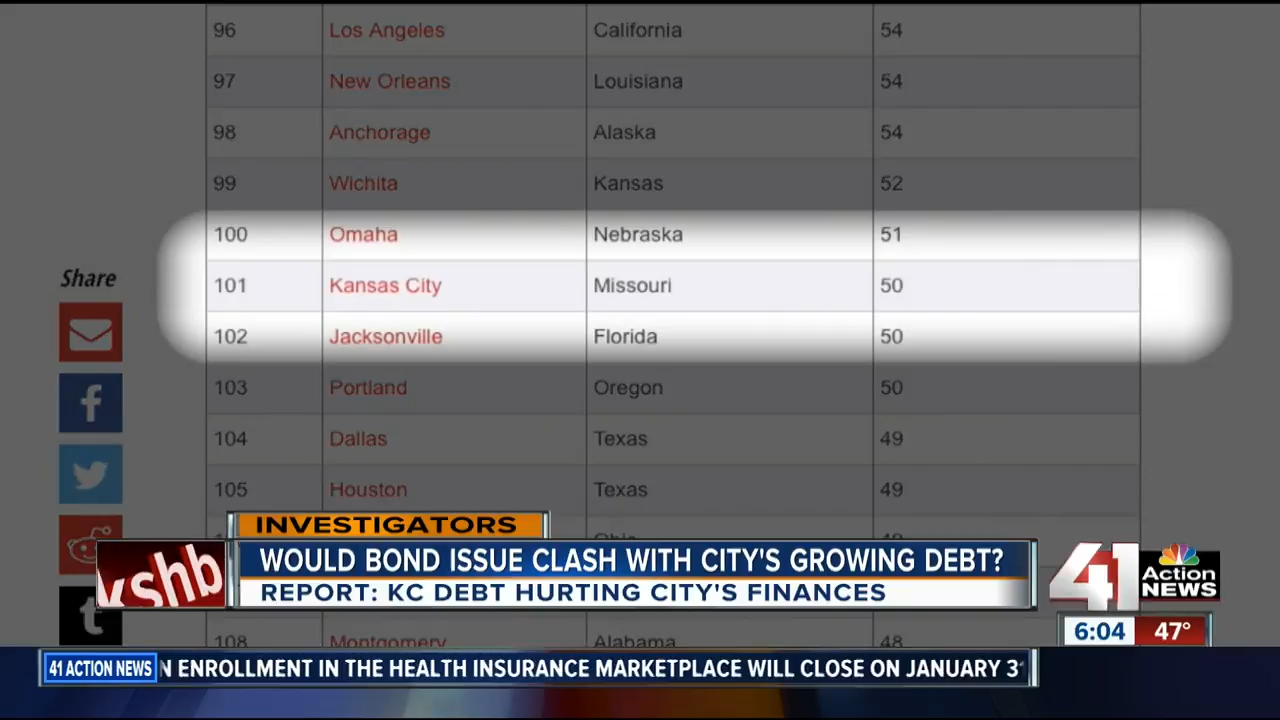 96 Los Angeles California 54
97 New Orleans Louisiana 54
98 Anchorage Alaska 54
99 Wichita Kansas 52
100 Omaha Nebraska 51
101 Kansas City Missouri 50
102 Jacksonville Florida 50
103 Portland Oregon 50
104 Dallas Texas 49
105 Houston Texas 49
Share
INVESTIGATORS
WOULD BOND ISSUE CLASH WITH CITY'S GROWING DEBT?
REPORT: KC DEBT HURTING CITY'S FINANCES
kshb
41 Action NEWS
108 Montgomery Alabama 48
6:04 47°
41 ACTION NEWS N ENROLLMENT IN THE HEALTH INSURANCE MARKETPLACE WILL CLOSE ON JANUARY 3